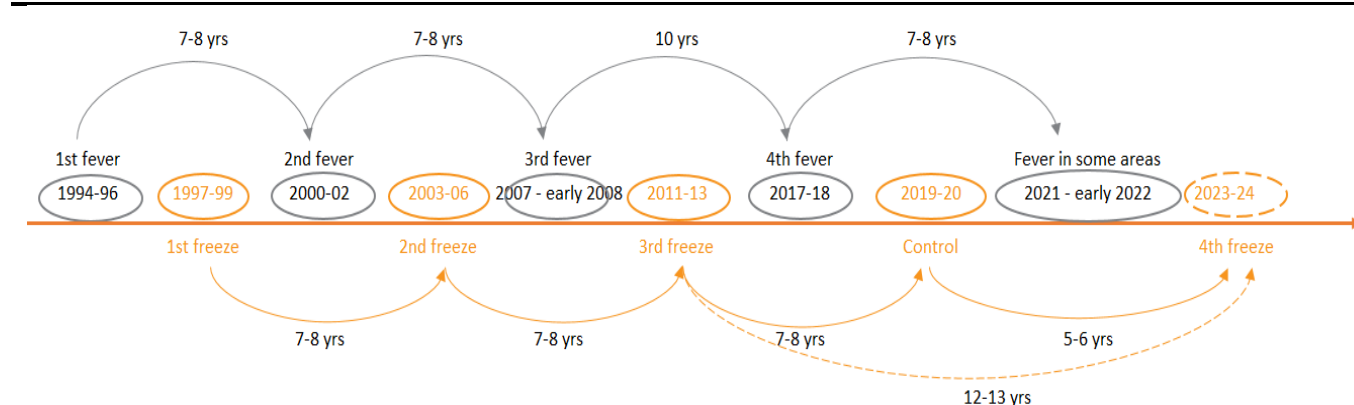 7-8 yrs 7-8 yrs 10 yrs 7-8 yrs
1st fever 2nd fever 3rd fever 4th fever Fever in some areas
1994-96 1997-99 2000-02 2003-06 2007 - early 2008 2011-13 2017-18 2019-20 2021 - early 2022 2023-24
1st freeze 2nd freeze 3rd freeze Control 4th freeze
7-8 yrs 7-8 yrs 7-8 yrs 5-6 yrs
12-13 yrs